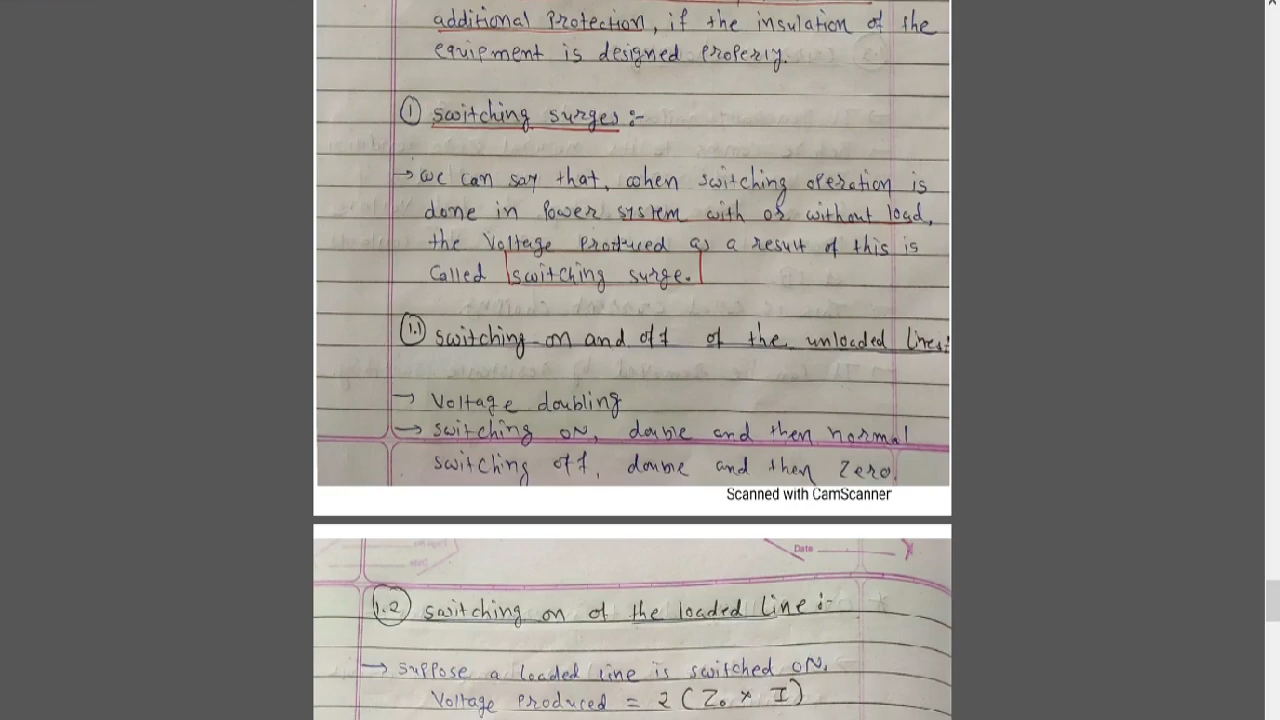 additional Protection, if the insulation of the
equipment is designed properly.
① switching surges :-
→ we can say that, when switching operation is
done in Power system with or without load,
the Voltage Produced as a result of this is
Called switching surge.
1.1 switching on and off of the unloaded lines:
→ Voltage doubling
→ switching ON, double and then normal
switching off, double and then Zero.
Scanned with CamScanner
Date
1.2 switching on of the loaded Line :-
→ suppose a loaded Line is switched ON.
Voltage Produced = 2 (Z₀ × I)